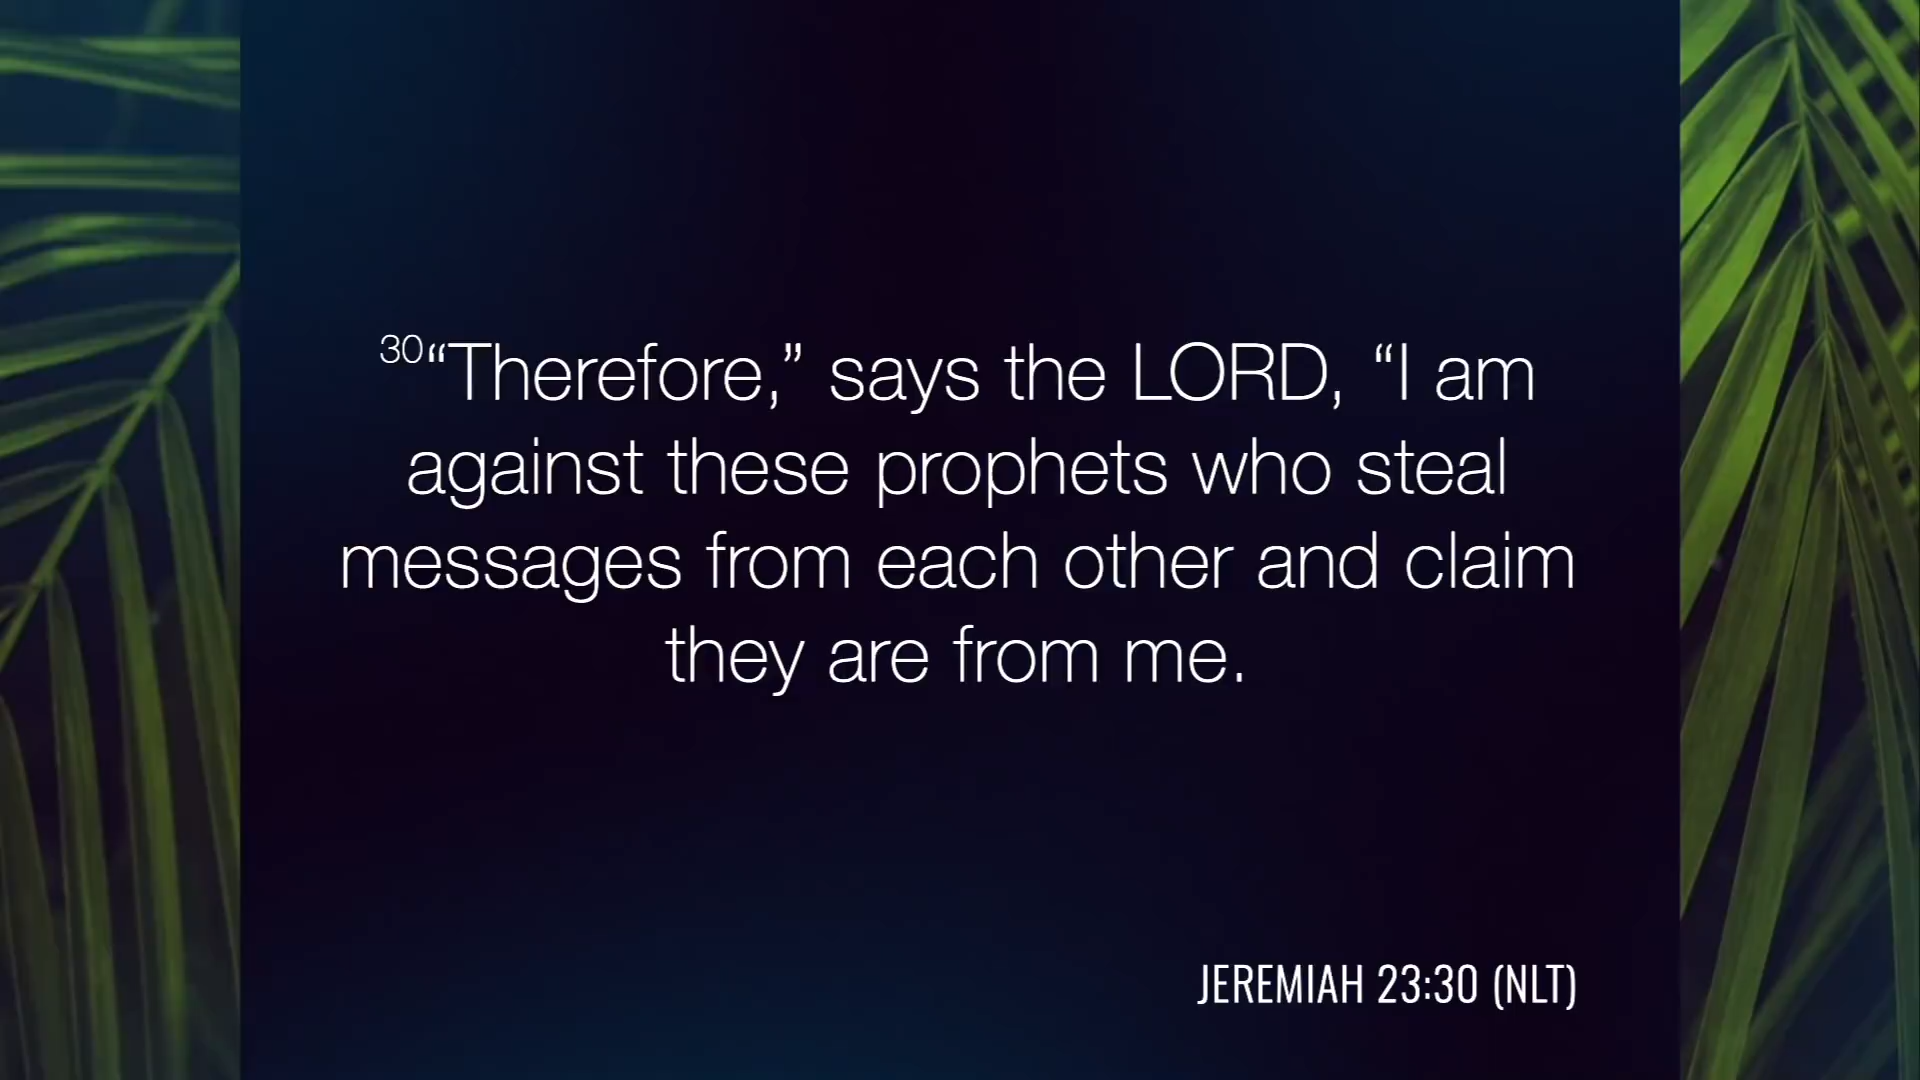 30“Therefore,” says the LORD, “I am
against these prophets who steal
messages from each other and claim
they are from me.
JEREMIAH 23:30 (NLT)